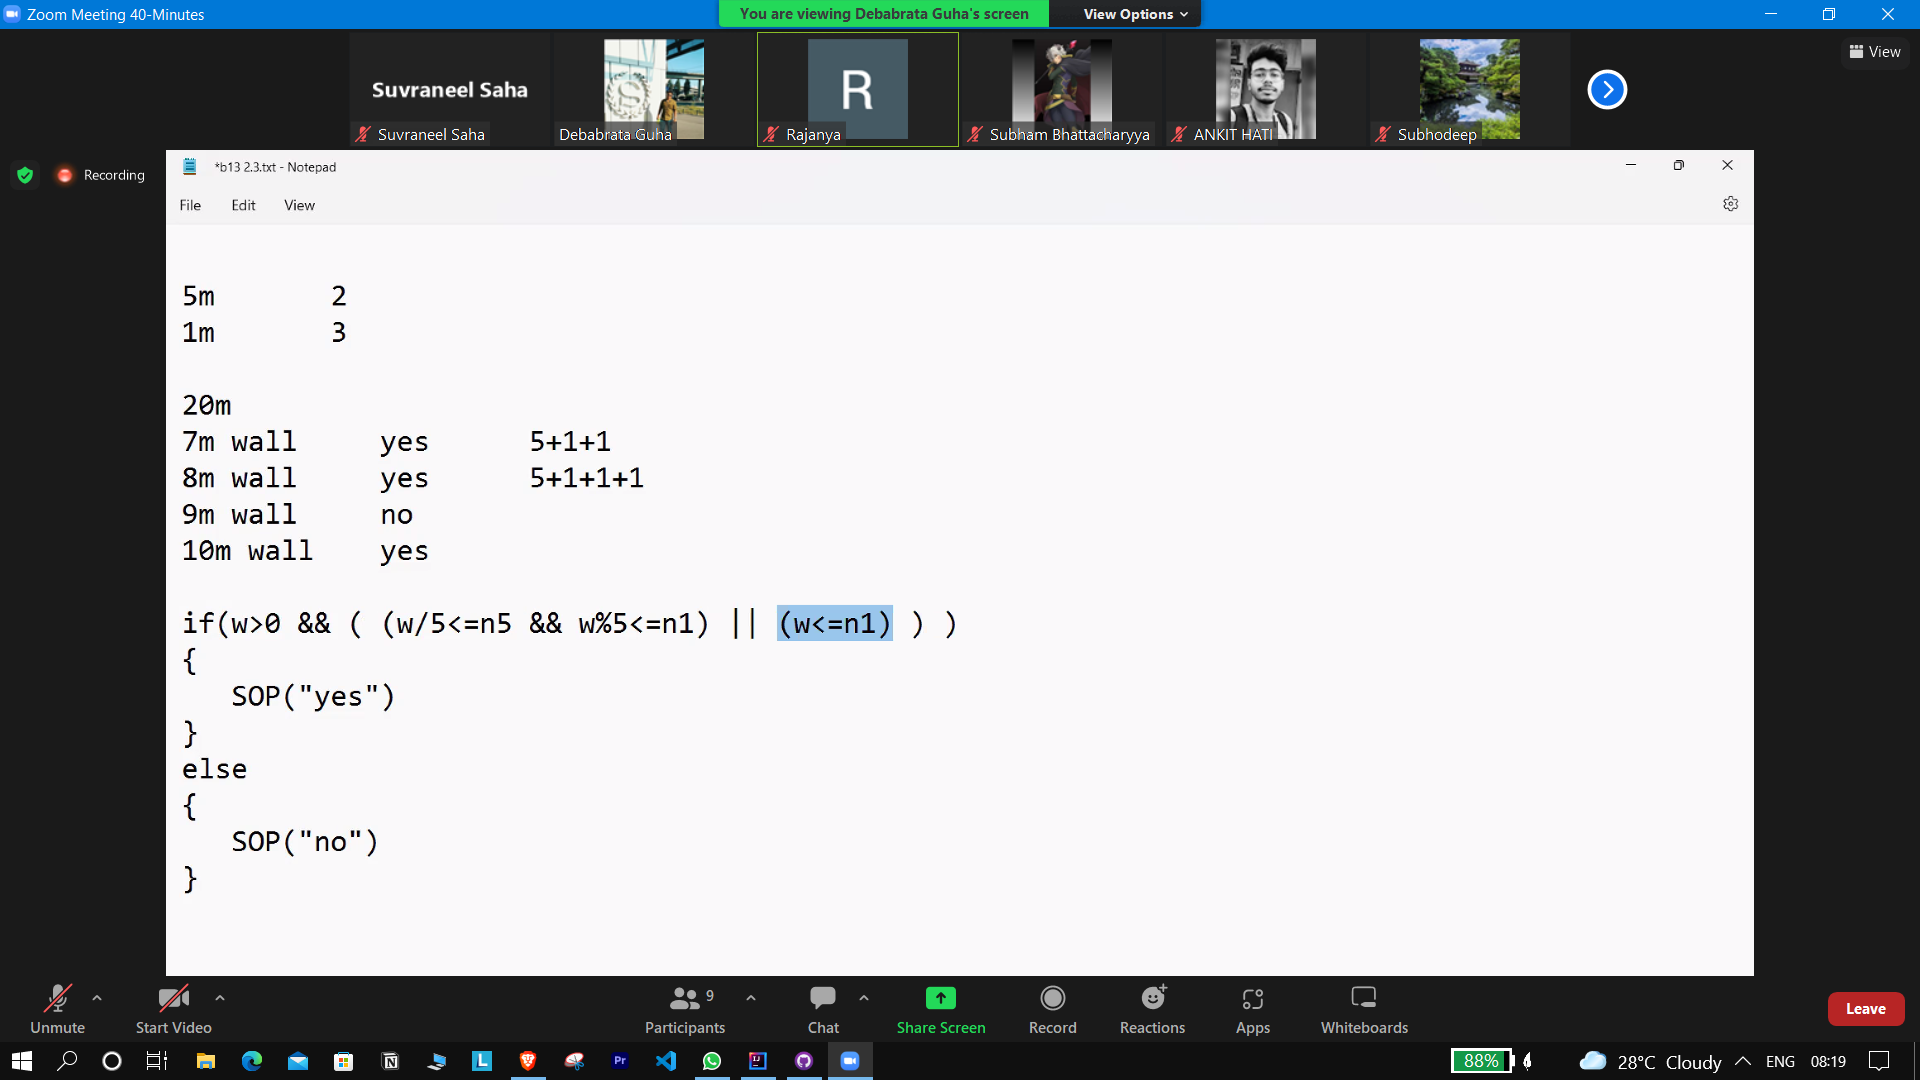 Zoom Meeting 40-Minutes
You are viewing Debabrata Guha's screen
View Options
View
Suvraneel Saha
R
Suvraneel Saha
Debabrata Guha
Rajanya
Subham Bhattacharyya
ANKIT HATI
Subhodeep
Recording
*b13 2.3.txt - Notepad
File Edit View
5m 2
1m 3
20m
7m wall yes 5+1+1
8m wall yes 5+1+1+1
9m wall no
10m wall yes
if(w>0 && ( (w/5<=n5 && w%5<=n1) || (w<=n1) ) )
{
SOP("yes")
}
else
{
SOP("no")
}
Unmute
Start Video
9
Participants
Chat
Share Screen
Record
Reactions
Apps
Whiteboards
Leave
88%
28°C Cloudy
ENG
08:19